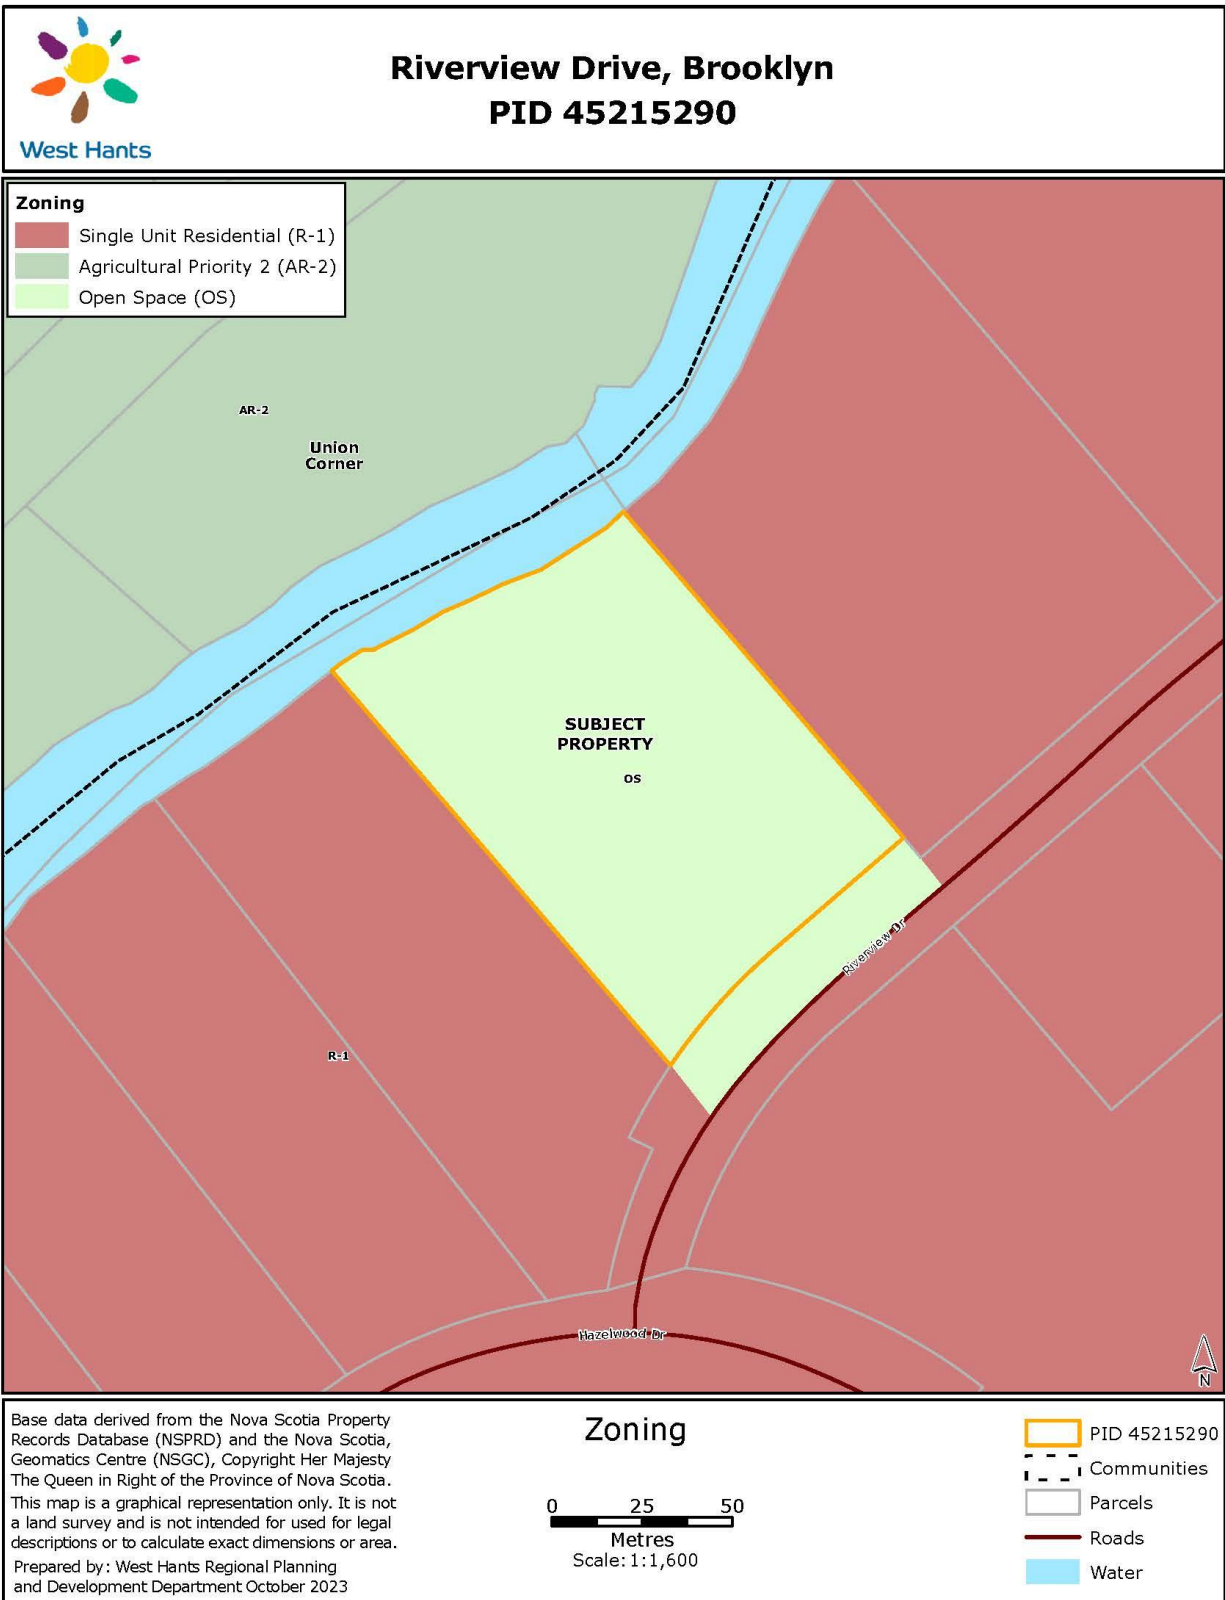 West Hants
Riverview Drive, Brooklyn
PID 45215290
Zoning
Single Unit Residential (R-1)
Agricultural Priority 2 (AR-2)
Open Space (OS)
AR-2
Union
Corner
SUBJECT
PROPERTY
OS
Riverview Dr
R-1
Hazelwood Dr
N
Base data derived from the Nova Scotia Property
Records Database (NSPRD) and the Nova Scotia,
Geomatics Centre (NSGC), Copyright Her Majesty
The Queen in Right of the Province of Nova Scotia.
This map is a graphical representation only. It is not
a land survey and is not intended for used for legal
descriptions or to calculate exact dimensions or area.
Prepared by: West Hants Regional Planning
and Development Department October 2023
Zoning
0 25 50
Metres
Scale: 1:1,600
PID 45215290
Communities
Parcels
Roads
Water